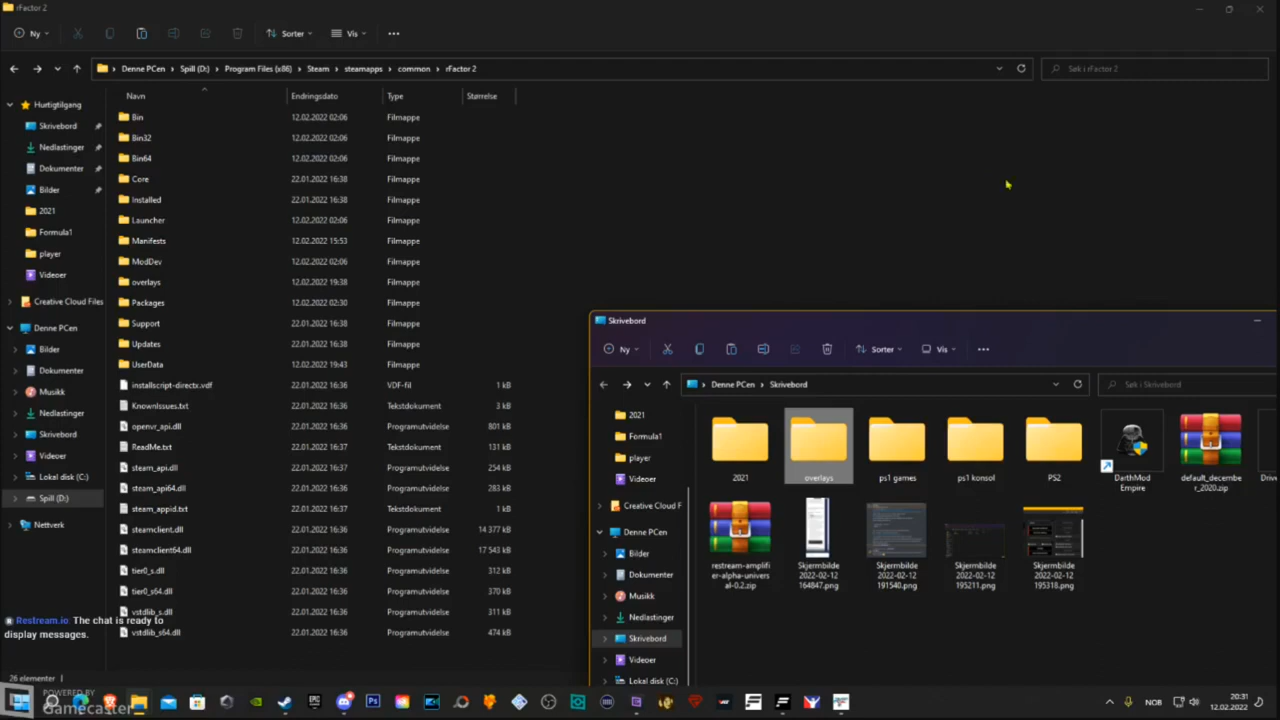 rFactor 2
Ny
Sorter
Vis
Denne PCen
Spill (D:)
Program Files (x86)
Steam
steamapps
common
rFactor 2
Søk i rFactor 2
Hurtigtilgang
Skrivebord
Nedlastinger
Dokumenter
Bilder
2021
Formula1
player
Videoer
Creative Cloud Files
Denne PCen
Bilder
Dokumenter
Musikk
Nedlastinger
Skrivebord
Videoer
Lokal disk (C:)
Spill (D:)
Nettverk
Navn Endringsdato Type Størrelse
Bin 12.02.2022 02:06 Filmappe
Bin32 12.02.2022 02:06 Filmappe
Bin64 12.02.2022 02:06 Filmappe
Core 22.01.2022 16:38 Filmappe
Installed 22.01.2022 16:38 Filmappe
Launcher 12.02.2022 02:06 Filmappe
Manifests 12.02.2022 15:53 Filmappe
ModDev 12.02.2022 02:06 Filmappe
overlays 12.02.2022 19:38 Filmappe
Packages 12.02.2022 02:30 Filmappe
Support 22.01.2022 16:38 Filmappe
Updates 22.01.2022 16:38 Filmappe
UserData 12.02.2022 19:43 Filmappe
installscript-directx.vdf 22.01.2022 16:36 VDF-fil 1 kB
KnownIssues.txt 22.01.2022 16:36 Tekstdokument 3 kB
openvr_api.dll 22.01.2022 16:36 Programutvidelse 801 kB
ReadMe.txt 22.01.2022 16:37 Tekstdokument 131 kB
steam_api.dll 22.01.2022 16:37 Programutvidelse 254 kB
steam_api64.dll 22.01.2022 16:37 Programutvidelse 283 kB
steam_appid.txt 22.01.2022 16:37 Tekstdokument 1 kB
steamclient.dll 22.01.2022 16:36 Programutvidelse 14 377 kB
steamclient64.dll 22.01.2022 16:36 Programutvidelse 17 543 kB
tier0_s.dll 22.01.2022 16:36 Programutvidelse 312 kB
tier0_s64.dll 22.01.2022 16:36 Programutvidelse 370 kB
vstdlib_s.dll 22.01.2022 16:36 Programutvidelse 311 kB
vstdlib_s64.dll 22.01.2022 16:36 Programutvidelse 474 kB
Restream.io The chat is ready to
display messages.
26 elementer
POWERED BY
Gamecaster
Skrivebord
Ny
Sorter
Vis
Denne PCen
Skrivebord
Søk i Skrivebord
2021
Formula1
player
Videoer
Creative Cloud F
Denne PCen
Bilder
Dokumenter
Musikk
Nedlastinger
Skrivebord
Videoer
Lokal disk (C:)
2021
overlays
ps1 games
ps1 konsol
PS2
DarthMod
Empire
default_decembe
r_2020.zip
Drive
restream-amplifi
er-alpha-univers
al-0.2.zip
Skjermbilde
2022-02-12
164847.png
Skjermbilde
2022-02-12
191540.png
Skjermbilde
2022-02-12
195211.png
Skjermbilde
2022-02-12
195318.png
NOB
20:31
12.02.2022